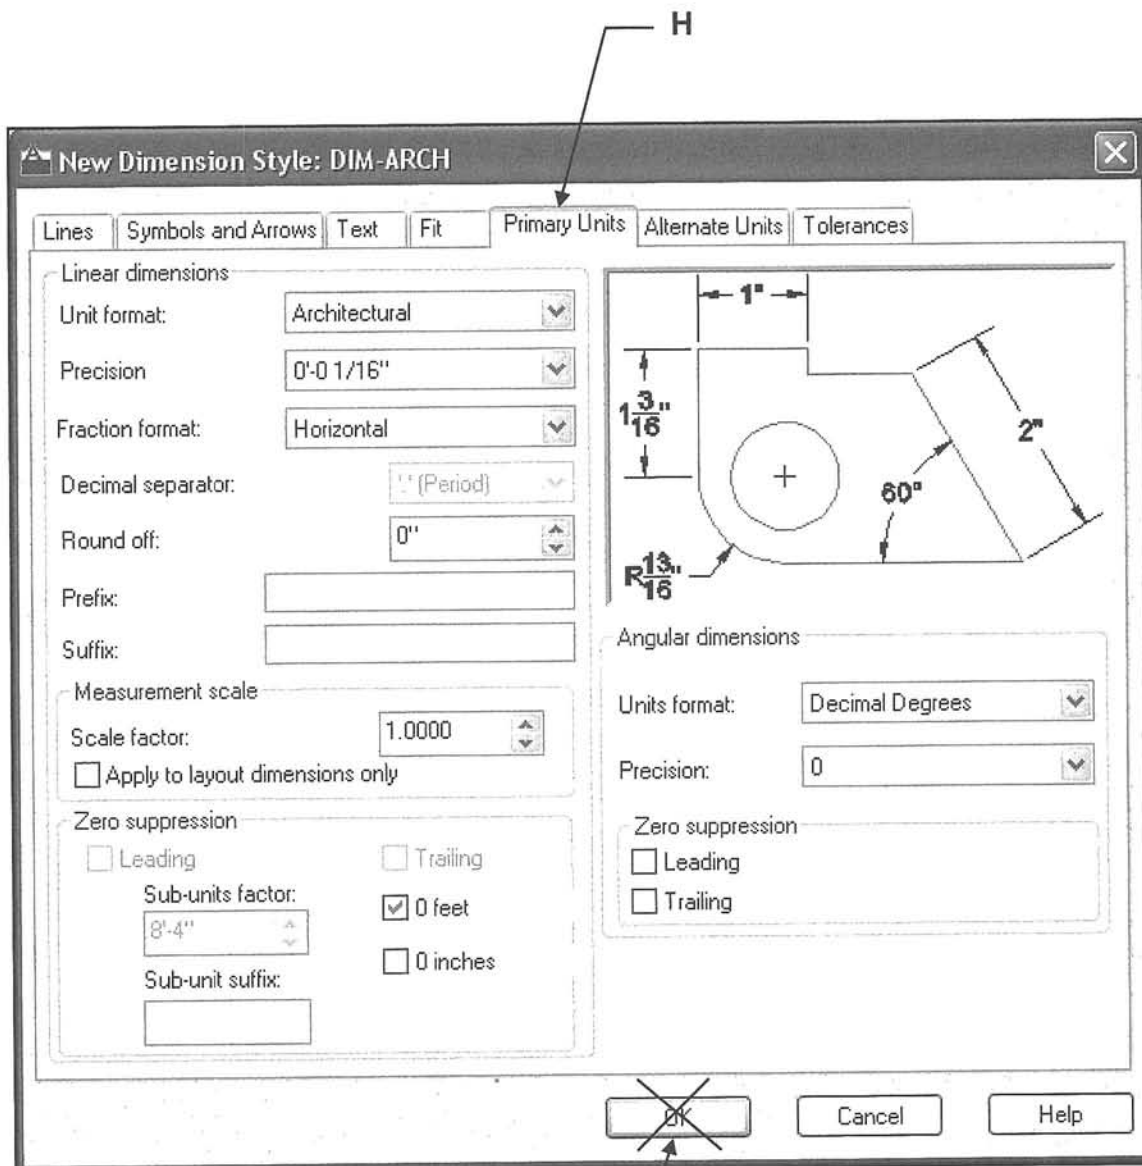 H
New Dimension Style: DIM-ARCH
Lines Symbols and Arrows Text Fit Primary Units Alternate Units Tolerances
Linear dimensions
Unit format: Architectural
Precision 0'-0 1/16"
Fraction format: Horizontal
Decimal separator: '.' (Period)
Round off: 0"
Prefix:
Suffix:
Measurement scale
Scale factor: 1.0000
Apply to layout dimensions only
Zero suppression
Leading Trailing
Sub-units factor:
8'-4"
0 feet
0 inches
Sub-unit suffix:
1"
1 3/16"
2"
60°
R13/16"
Angular dimensions
Units format: Decimal Degrees
Precision: 0
Zero suppression
Leading
Trailing
OK Cancel Help